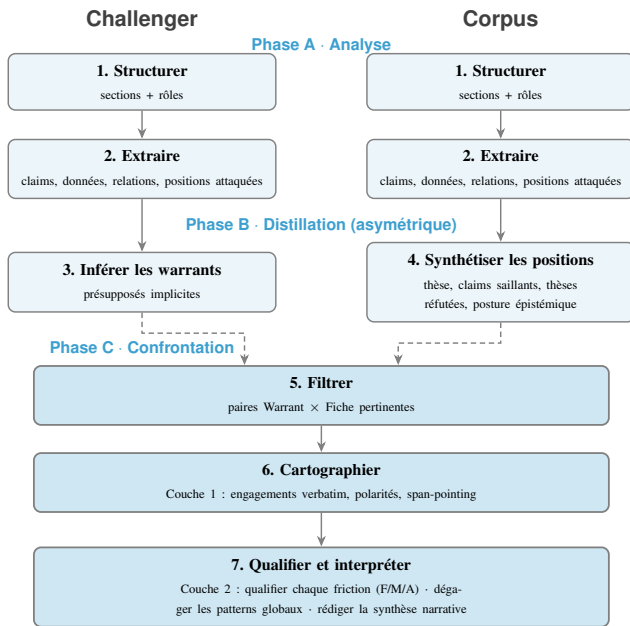 Challenger
Corpus
Phase A · Analyse
1. Structurer
sections + rôles
1. Structurer
sections + rôles
2. Extraire
claims, données, relations, positions attaquées
2. Extraire
claims, données, relations, positions attaquées
Phase B · Distillation (asymétrique)
3. Inférer les warrants
présupposés implicites
4. Synthétiser les positions
thèse, claims saillants, thèses
réfutées, posture épistémique
Phase C · Confrontation
5. Filtrer
paires Warrant × Fiche pertinentes
6. Cartographier
Couche 1 : engagements verbatim, polarités, span-pointing
7. Qualifier et interpréter
Couche 2 : qualifier chaque friction (F/M/A) · déga-
ger les patterns globaux · rédiger la synthèse narrative